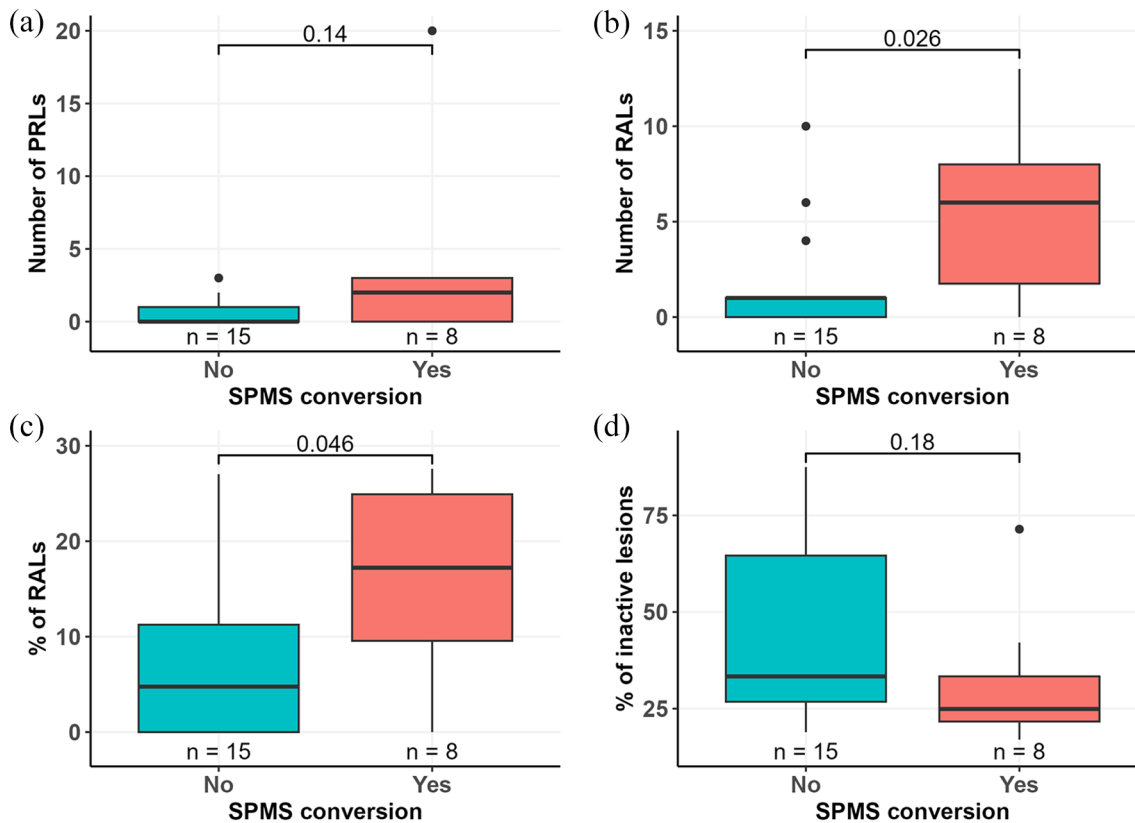 (a)
Number of PRLs
20
15
10
5
0
0.14
n = 15
n = 8
No
Yes
SPMS conversion
(b)
Number of RALs
15
10
5
0
0.026
n = 15
n = 8
No
Yes
SPMS conversion
(c)
% of RALs
30
20
10
0
0.046
n = 15
n = 8
No
Yes
SPMS conversion
(d)
% of inactive lesions
75
50
25
0.18
n = 15
n = 8
No
Yes
SPMS conversion